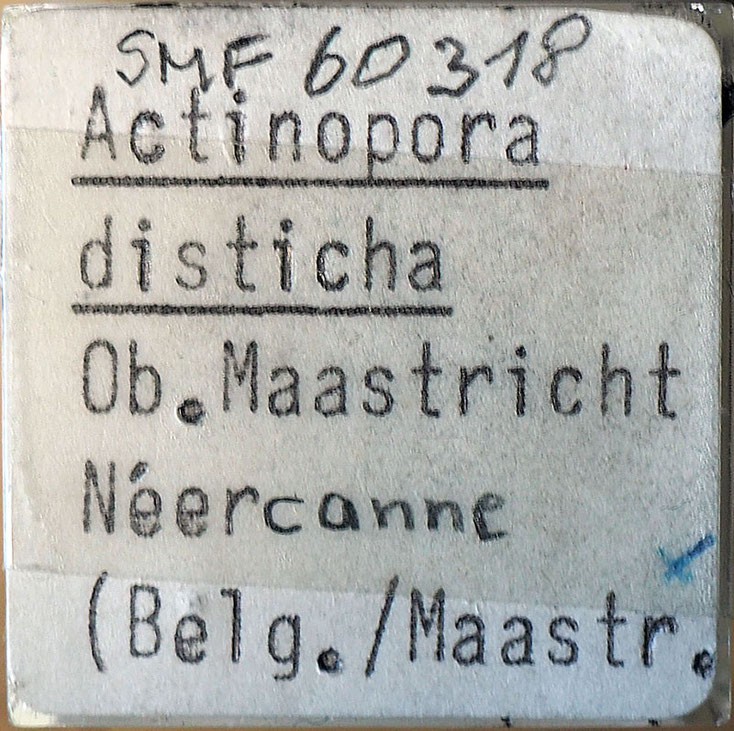 SMF 60318
Actinopora
disticha
Ob.Maastricht
Néercanne
(Belg./Maastr.